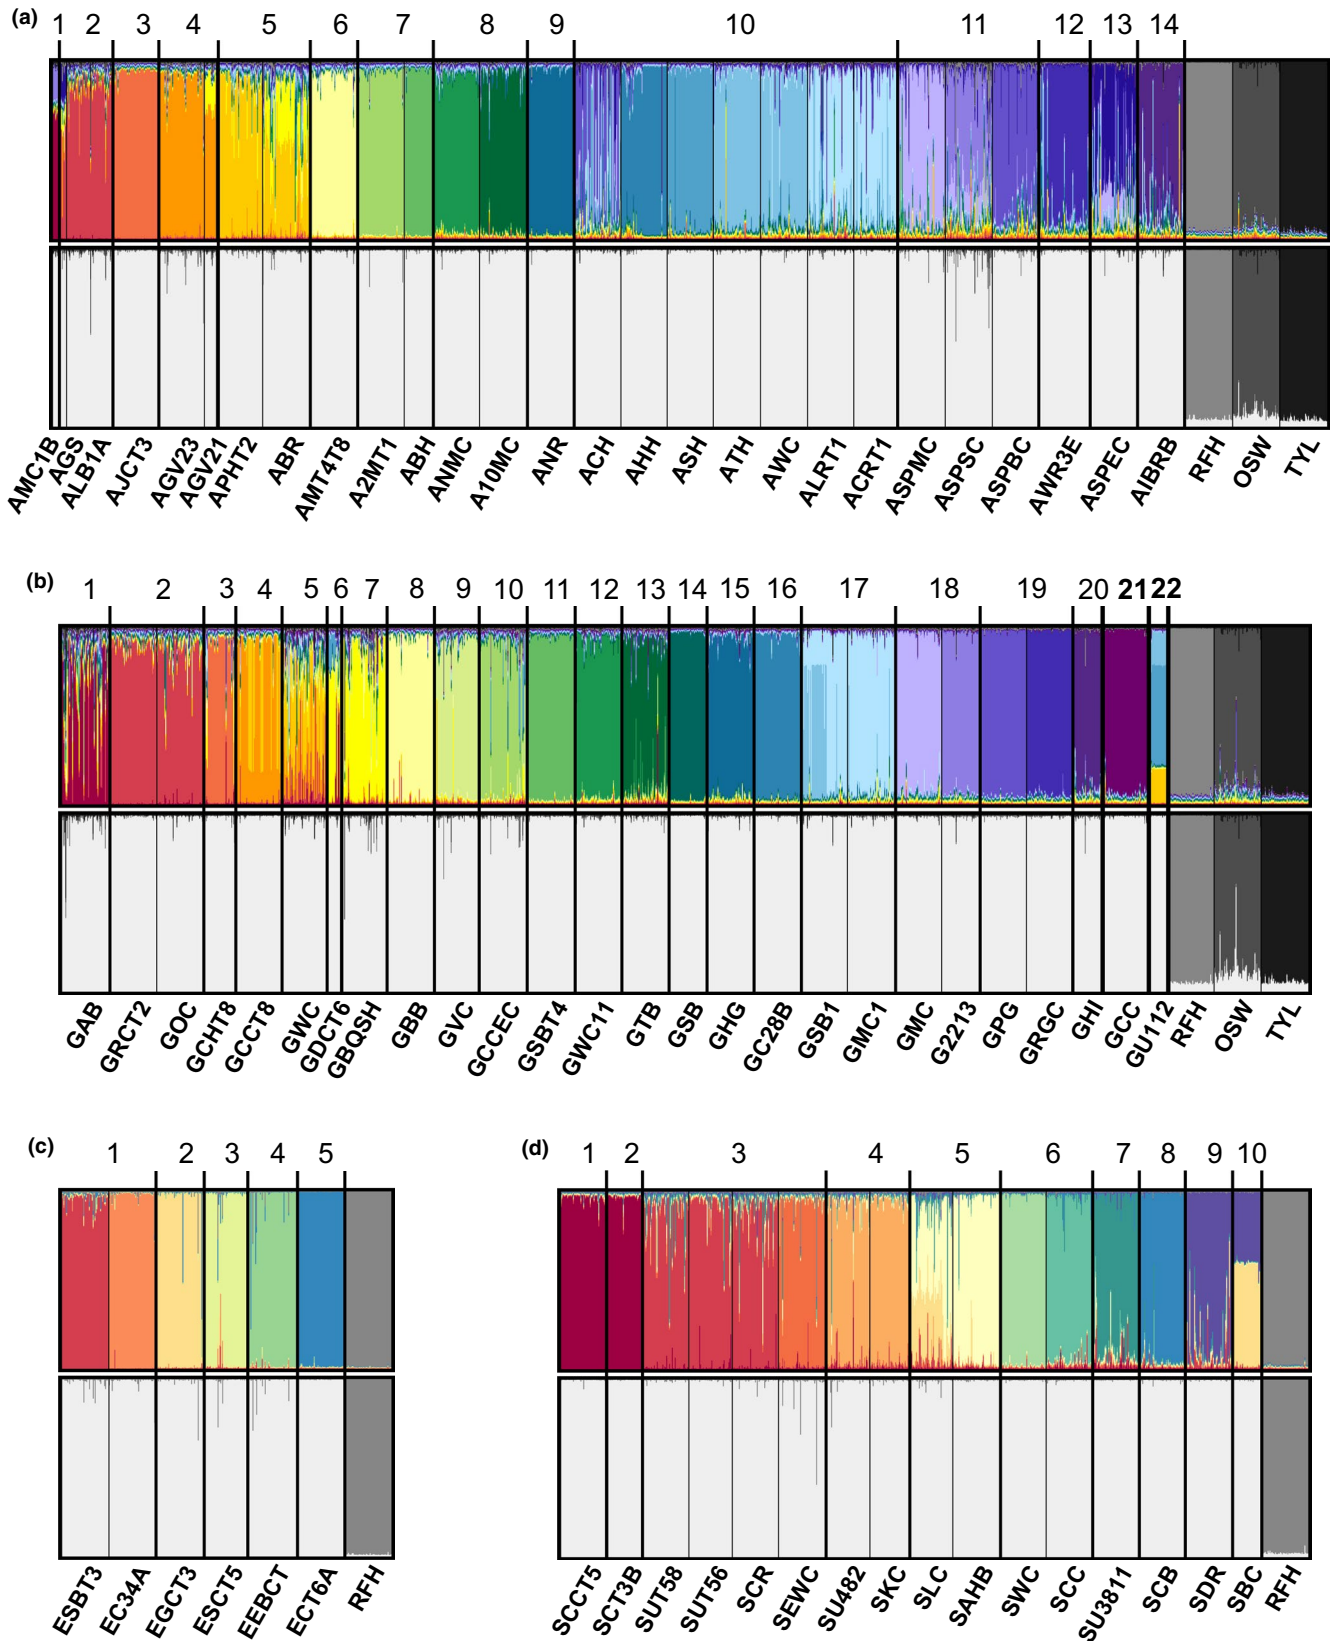 (a) 1 2 3 4 5 6 7 8 9 10 11 12 13 14
AMC1B AGS ALB1A AJCT3 AGV23 AGV21 APHT2 ABR AMT4T8 A2MT1 ABH ANMC A10MC ANR ACH AHH ASH ATH AWC ALRT1 ACRT1 ASPMC ASPSC ASPBC AWR3E ASPEC AIBRB RFH OSW TYL
(b) 1 2 3 4 5 6 7 8 9 10 11 12 13 14 15 16 17 18 19 20 21 22
GAB GRCT2 GOC GCHT8 GCCT8 GWC GDCT6 GBQSH GBB GVC GCCEC GSBT4 GWC11 GTB GSB GHG GC28B GSB1 GMC1 GMC G2213 GPG GRGC GHI GCC GU112 RFH OSW TYL
(c) 1 2 3 4 5
ESBT3 EC34A EGCT3 ESCT5 EEBCT ECT6A RFH
(d) 1 2 3 4 5 6 7 8 9 10
SCCT5 SCT3B SUT58 SUT56 SCR SEWC SU482 SKC SLC SAHB SWC SCC SU3811 SCB SDR SBC RFH